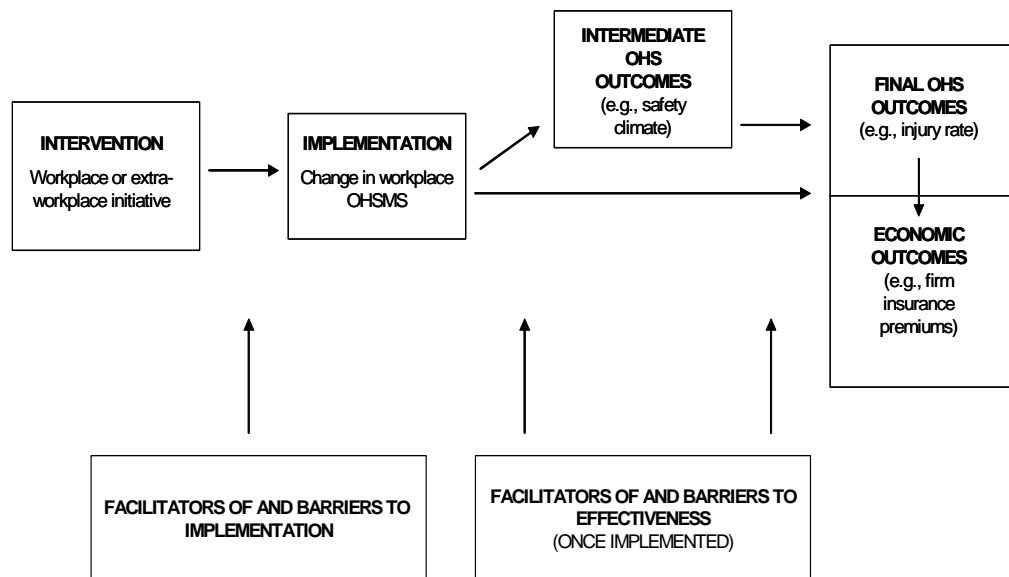 INTERVENTION
Workplace or extra-
workplace initiative
IMPLEMENTATION
Change in workplace
OHSMS
INTERMEDIATE
OHS
OUTCOMES
(e.g., safety
climate)
FINAL OHS
OUTCOMES
(e.g., injury rate)
ECONOMIC
OUTCOMES
(e.g., firm
insurance
premiums)
FACILITATORS OF AND BARRIERS TO
IMPLEMENTATION
FACILITATORS OF AND BARRIERS TO
EFFECTIVENESS
(ONCE IMPLEMENTED)